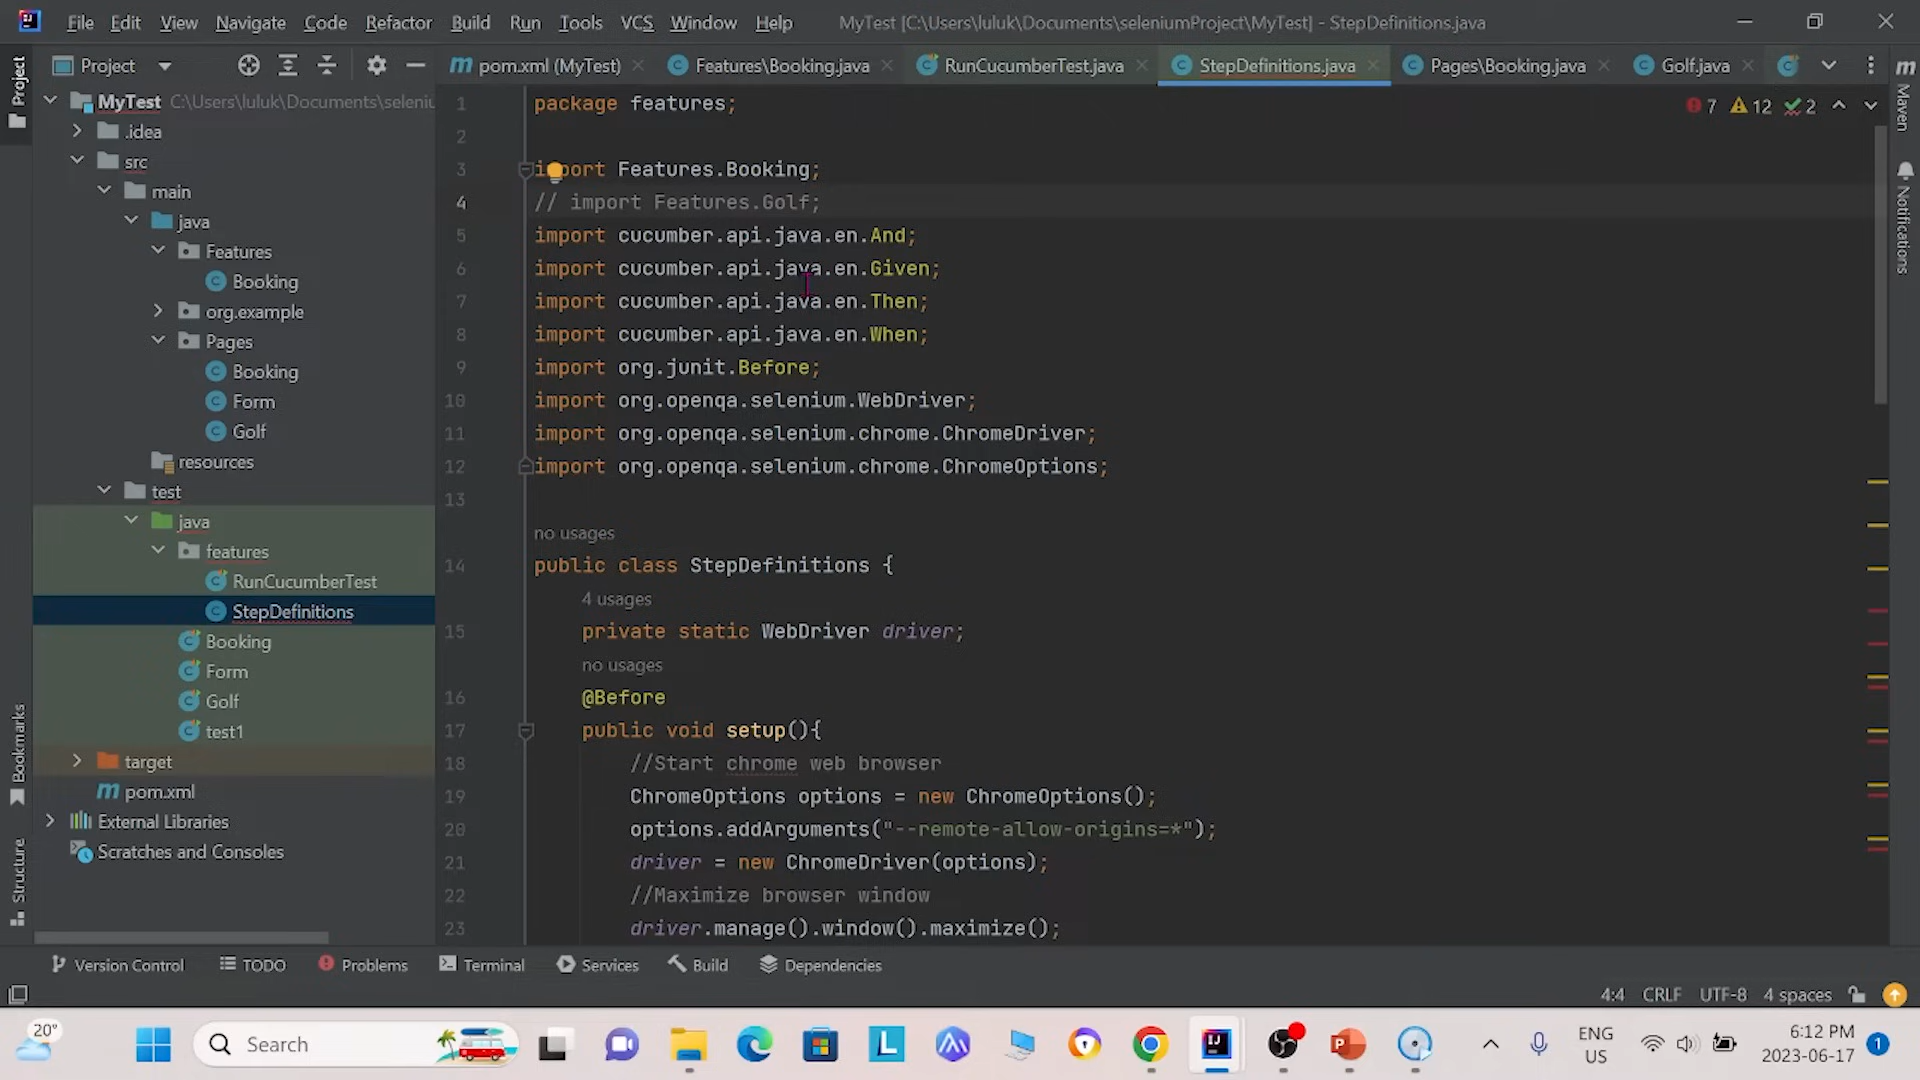 File Edit View Navigate Code Refactor Build Run Tools VCS Window Help MyTest [C:\Users\luluk\Documents\seleniumProject\MyTest] - StepDefinitions.java
Project
Project
pom.xml (MyTest) Features\Booking.java RunCucumberTest.java StepDefinitions.java Pages\Booking.java Golf.java
Maven
Notifications
Bookmarks
Structure
MyTest C:\Users\luluk\Documents\seleniu
.idea
src
main
java
Features
Booking
org.example
Pages
Booking
Form
Golf
resources
test
java
features
RunCucumberTest
StepDefinitions
Booking
Form
Golf
test1
target
pom.xml
External Libraries
Scratches and Consoles
7 12 2
1 package features;
2
3 import Features.Booking;
4 // import Features.Golf;
5 import cucumber.api.java.en.And;
6 import cucumber.api.java.en.Given;
7 import cucumber.api.java.en.Then;
8 import cucumber.api.java.en.When;
9 import org.junit.Before;
10 import org.openqa.selenium.WebDriver;
11 import org.openqa.selenium.chrome.ChromeDriver;
12 import org.openqa.selenium.chrome.ChromeOptions;
13
no usages
14 public class StepDefinitions {
4 usages
15 private static WebDriver driver;
no usages
16 @Before
17 public void setup(){
18 //Start chrome web browser
19 ChromeOptions options = new ChromeOptions();
20 options.addArguments("--remote-allow-origins=*");
21 driver = new ChromeDriver(options);
22 //Maximize browser window
23 driver.manage().window().maximize();
Version Control TODO Problems Terminal Services Build Dependencies
4:4 CRLF UTF-8 4 spaces
20° Search ENG US 6:12 PM 2023-06-17 1